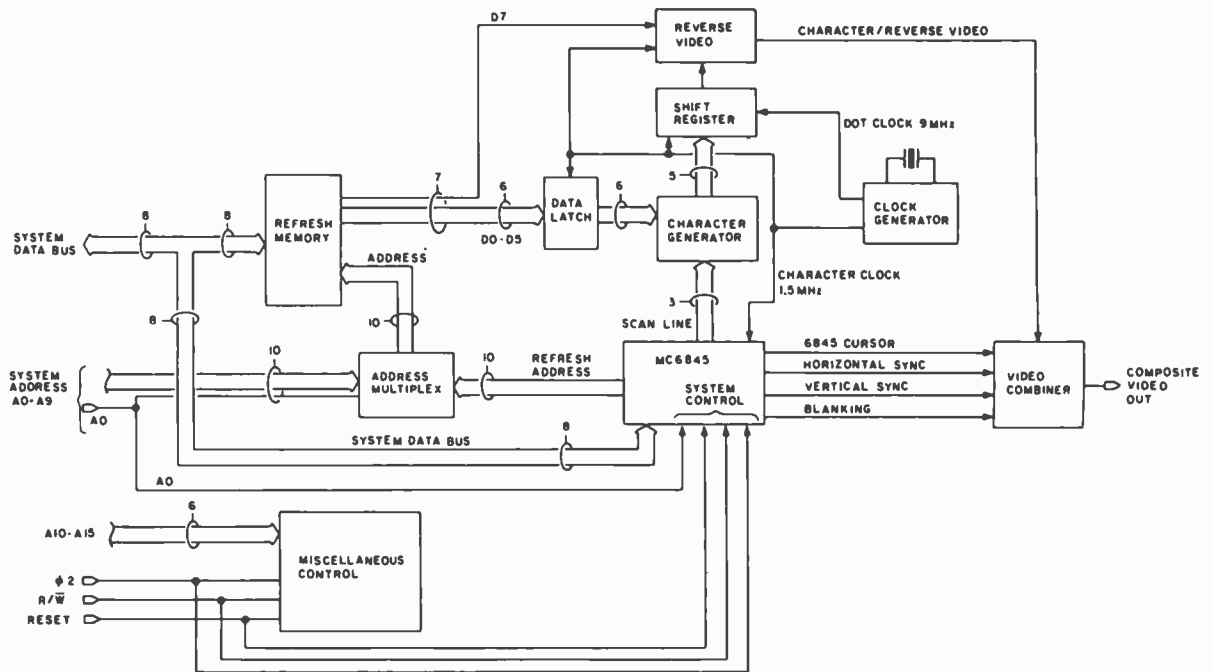 D7
REVERSE
VIDEO
CHARACTER/REVERSE VIDEO
SHIFT
REGISTER
DOT CLOCK 9MHz
5
7
6
6
8
8
REFRESH
MEMORY
DATA
LATCH
CHARACTER
GENERATOR
CLOCK
GENERATOR
SYSTEM
DATA BUS
D0-D5
ADDRESS
CHARACTER CLOCK
1.5MHz
8
10
3
SCAN LINE
SYSTEM
ADDRESS
A0-A9
10
ADDRESS
MULTIPLEX
10
REFRESH
ADDRESS
MC6845
SYSTEM
CONTROL
6845 CURSOR
HORIZONTAL SYNC
VERTICAL SYNC
BLANKING
VIDEO
COMBINER
COMPOSITE
VIDEO
OUT
A0
SYSTEM DATA BUS
8
A0
A10-A15
6
MISCELLANEOUS
CONTROL
ϕ2
R/W̅
RESET